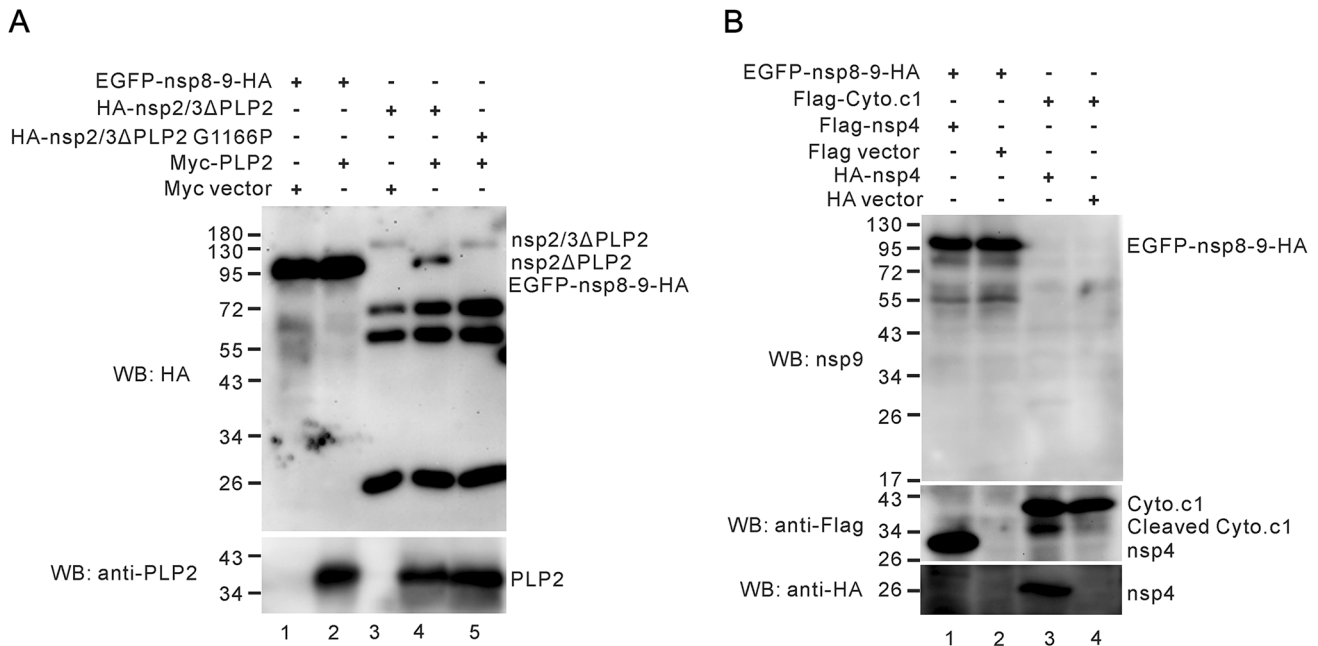 A
EGFP-nsp8-9-HA + + - - -
HA-nsp2/3ΔPLP2 - - + + -
HA-nsp2/3ΔPLP2 G1166P - - - - +
Myc-PLP2 - + - + +
Myc vector + - + - -
180
130
95
72
55
43
34
26
WB: HA
nsp2/3ΔPLP2
nsp2ΔPLP2
EGFP-nsp8-9-HA
43
34
WB: anti-PLP2
PLP2
1 2 3 4 5
B
EGFP-nsp8-9-HA + + - -
Flag-Cyto.c1 - - + +
Flag-nsp4 + - - -
Flag vector - + - -
HA-nsp4 - - + -
HA vector - - - +
130
95
72
55
43
34
26
17
WB: nsp9
EGFP-nsp8-9-HA
43
34
26
WB: anti-Flag
Cyto.c1
Cleaved Cyto.c1
nsp4
WB: anti-HA
26
nsp4
1 2 3 4